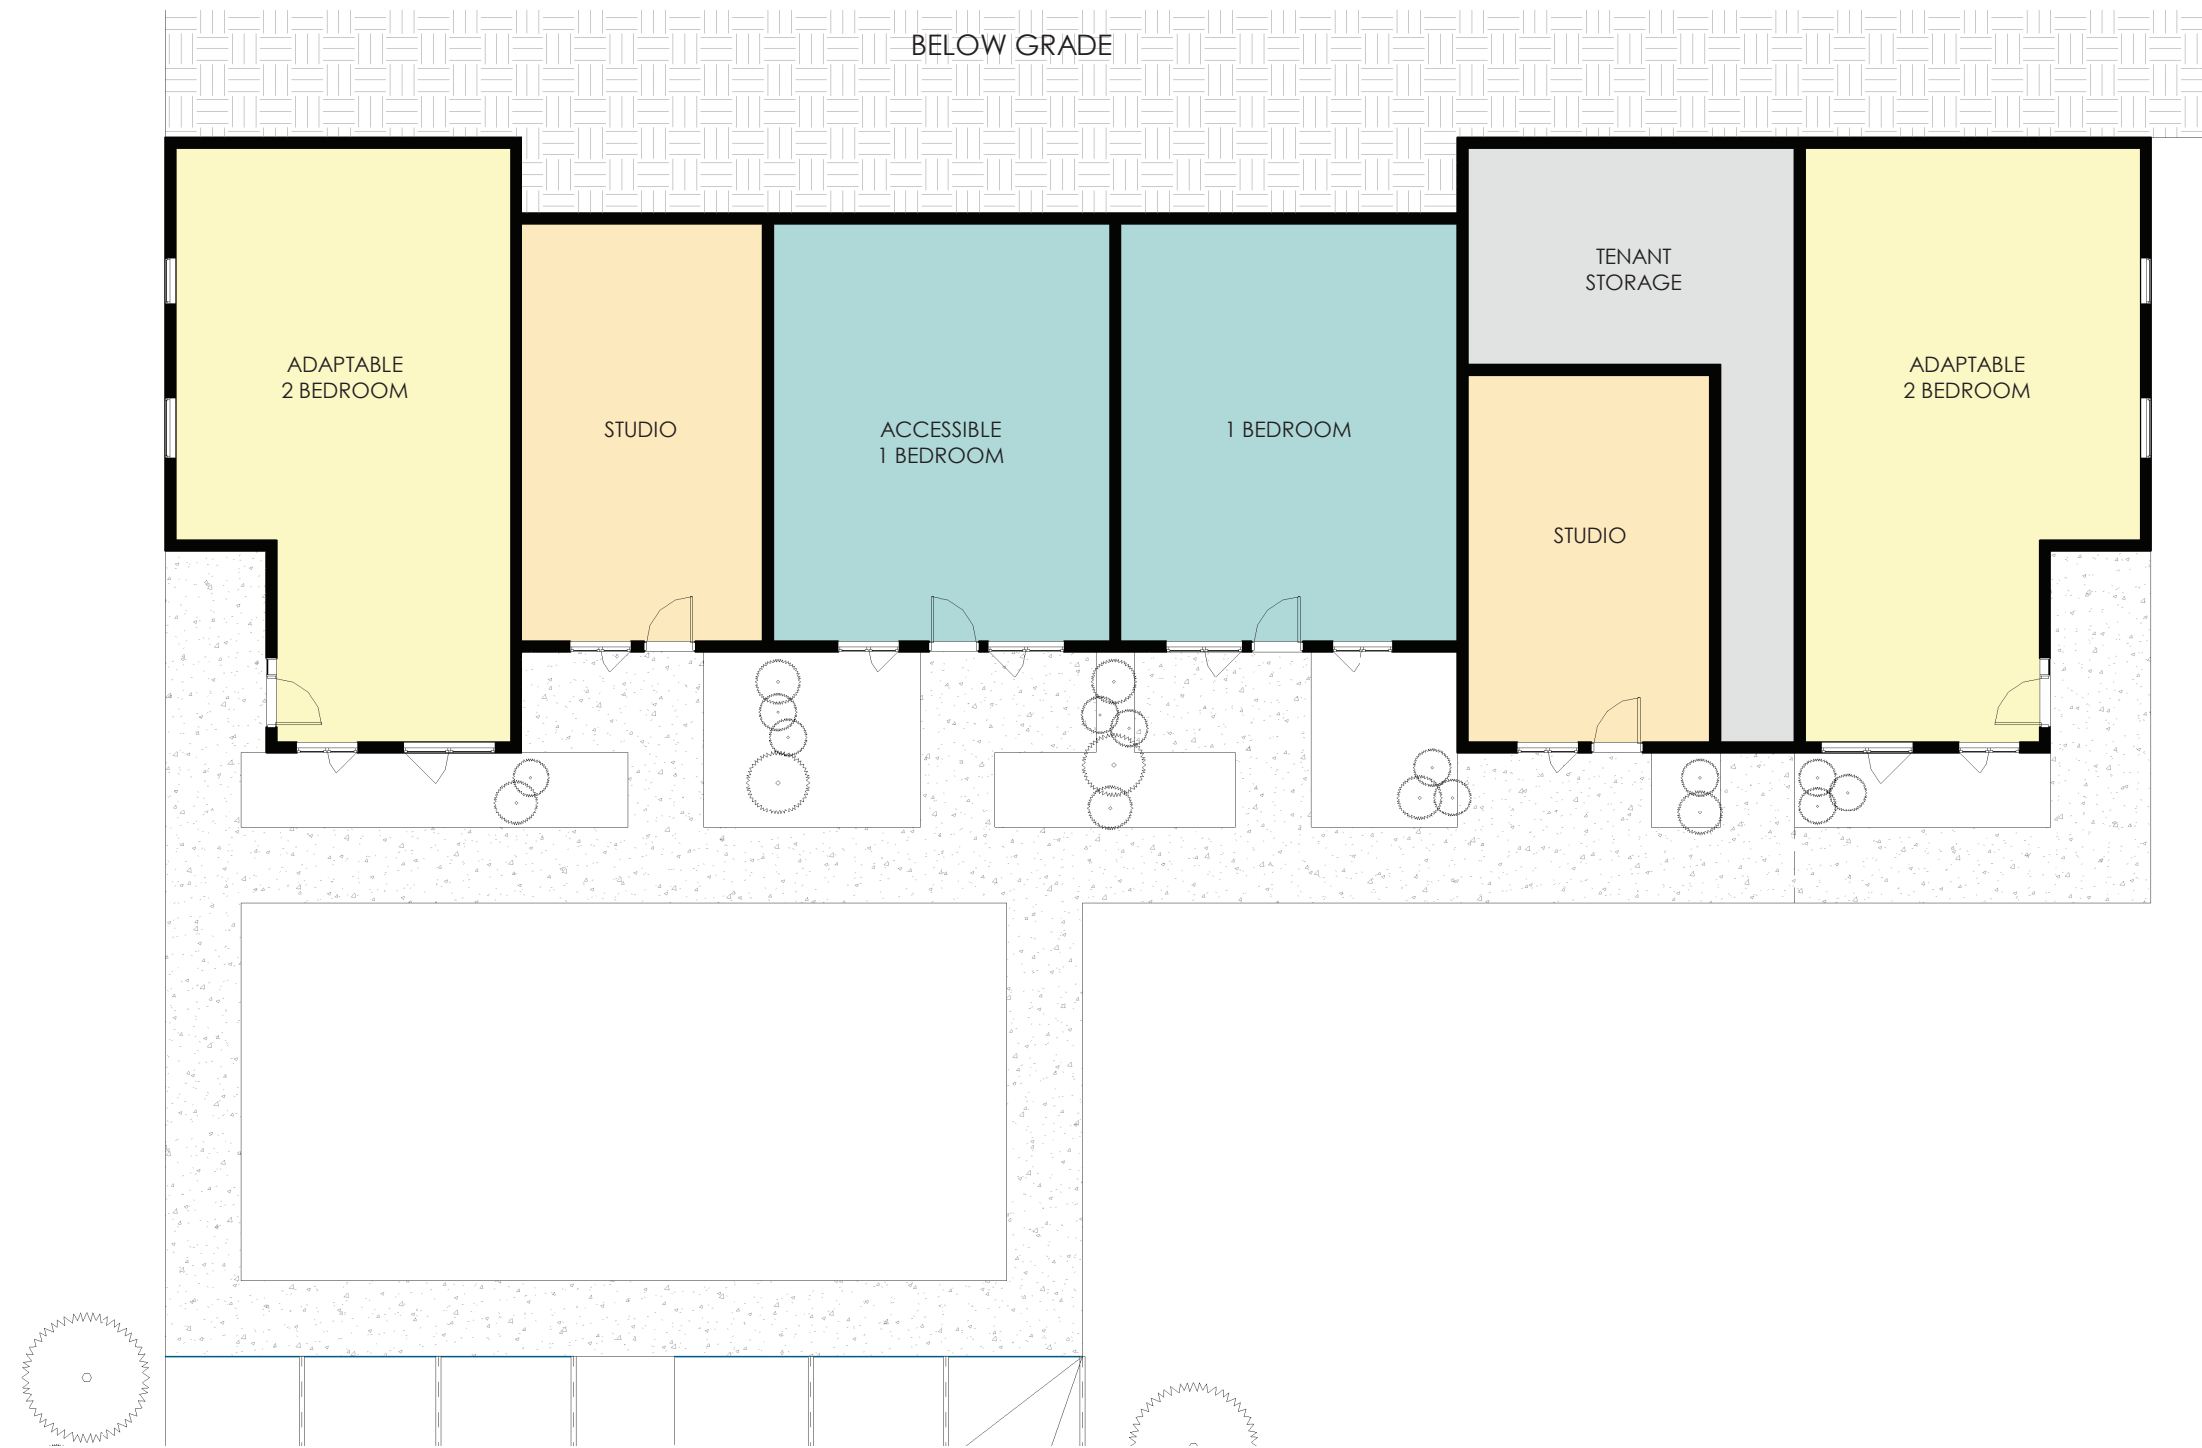 BELOW GRADE
ADAPTABLE
2 BEDROOM
STUDIO
ACCESSIBLE
1 BEDROOM
1 BEDROOM
TENANT
STORAGE
STUDIO
ADAPTABLE
2 BEDROOM